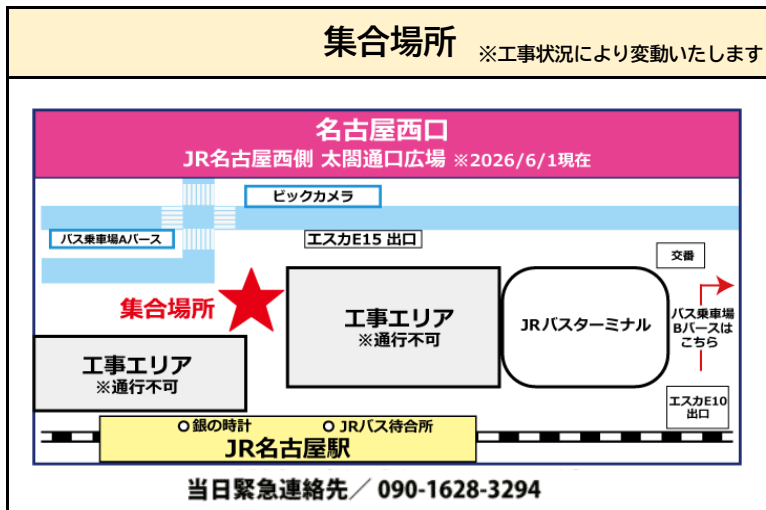 集合場所 ※工事状況により変動いたします
名古屋西口
JR名古屋西側 太閤通口広場 ※2026/6/1現在
ビックカメラ
バス乗車場Aバース
エスカE15 出口
交番
集合場所
工事エリア
※通行不可
JRバスターミナル
バス乗車場
Bバースは
こちら
工事エリア
※通行不可
エスカE10
出口
銀の時計
JRバス待合所
JR名古屋駅
当日緊急連絡先／ 090-1628-3294